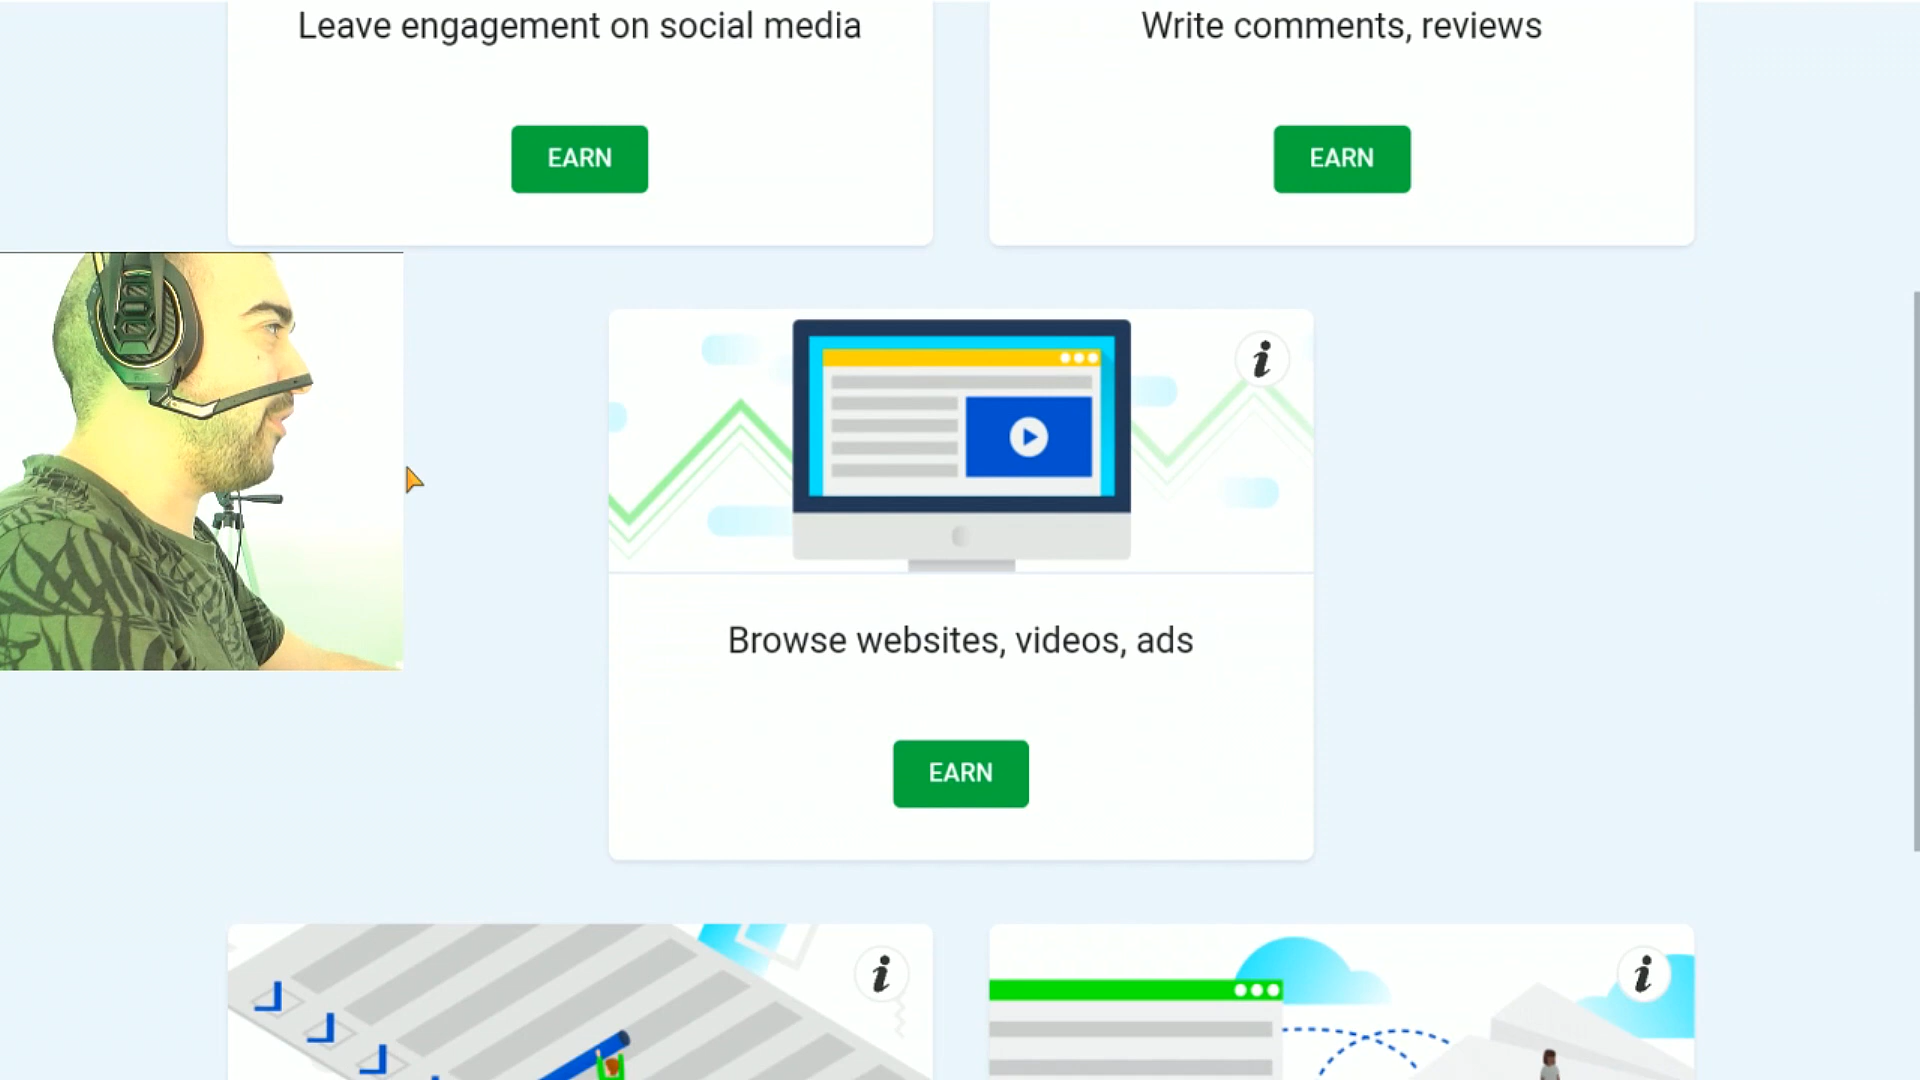 Leave engagement on social media
Write comments, reviews
EARN
EARN
i
Browse websites, videos, ads
EARN
i
i